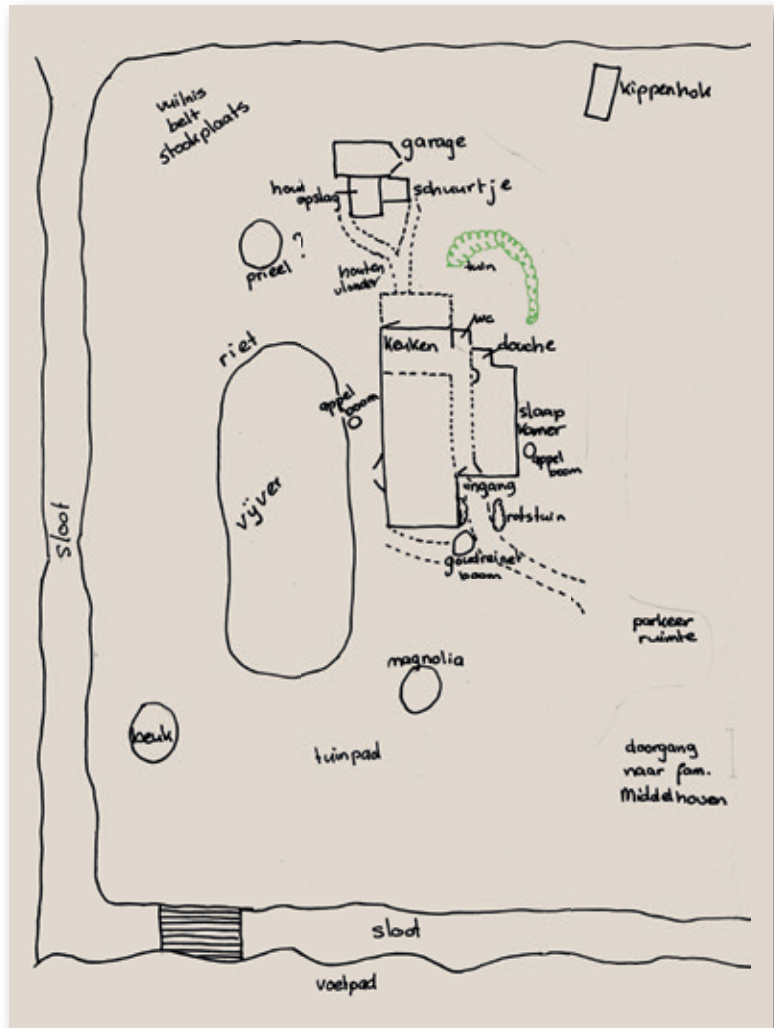 vuilnis
belt
stookplaats
kippenhok
garage
hout
opslag
schuurtje
prieel ?
houten
vlonder
tuin
wc
keuken
douche
riet
appel
boom
slaap
kamer
appel
boom
vijver
ingang
rotstuin
sloot
goudreinet
boom
parkeer
ruimte
magnolia
beuk
tuinpad
doorgang
naar fam.
Middelhoven
sloot
voetpad